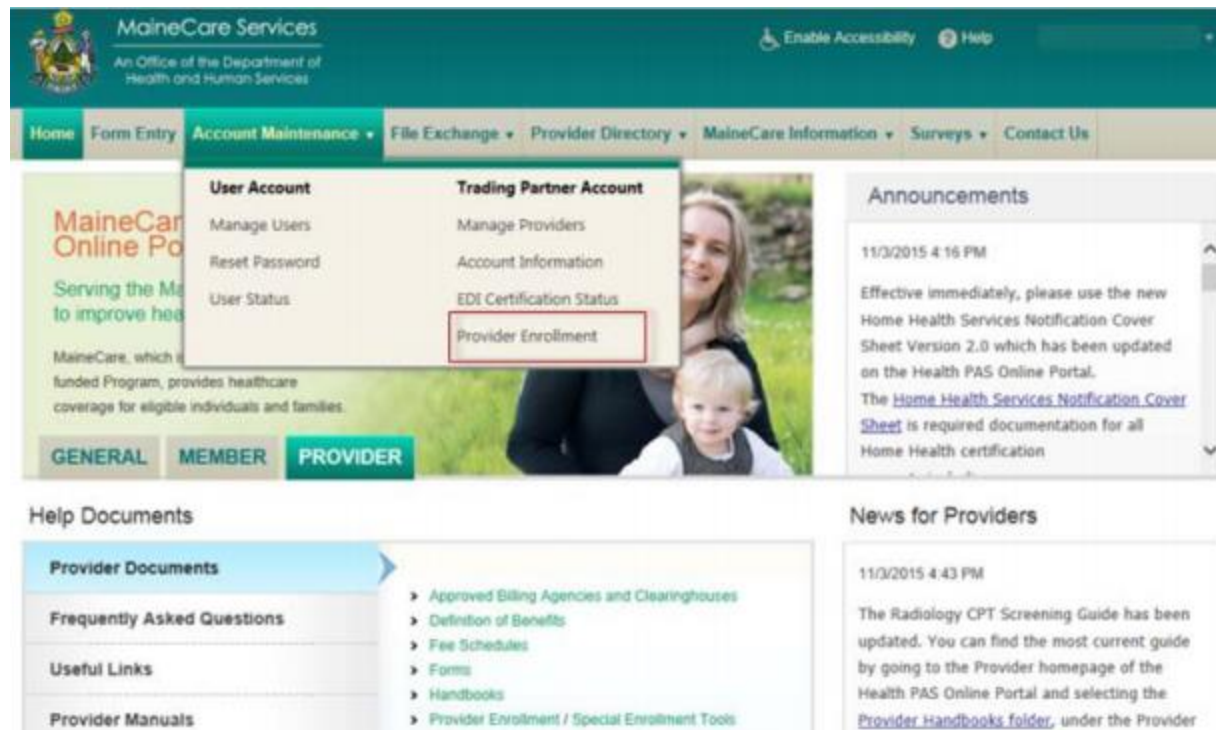 MaineCare Services
An Office of the Department of
Health and Human Services
Enable Accessibility Help
Home Form Entry Account Maintenance File Exchange Provider Directory MaineCare Information Surveys Contact Us
User Account
Manage Users
Reset Password
User Status
Trading Partner Account
Manage Providers
Account Information
EDI Certification Status
Provider Enrollment
MaineCar
Online Po
Serving the Ma
to improve hea
MaineCare, which i
funded Program, provides healthcare
coverage for eligible individuals and families.
GENERAL MEMBER PROVIDER
Announcements
11/3/2015 4:16 PM
Effective immediately, please use the new
Home Health Services Notification Cover
Sheet Version 2.0 which has been updated
on the Health PAS Online Portal.
The Home Health Services Notification Cover
Sheet is required documentation for all
Home Health certification
Help Documents
Provider Documents
Frequently Asked Questions
Useful Links
Provider Manuals
Approved Billing Agencies and Clearinghouses
Definition of Benefits
Fee Schedules
Forms
Handbooks
Provider Enrollment / Special Enrollment Tools
News for Providers
11/3/2015 4:43 PM
The Radiology CPT Screening Guide has been
updated. You can find the most current guide
by going to the Provider homepage of the
Health PAS Online Portal and selecting the
Provider Handbooks folder, under the Provider